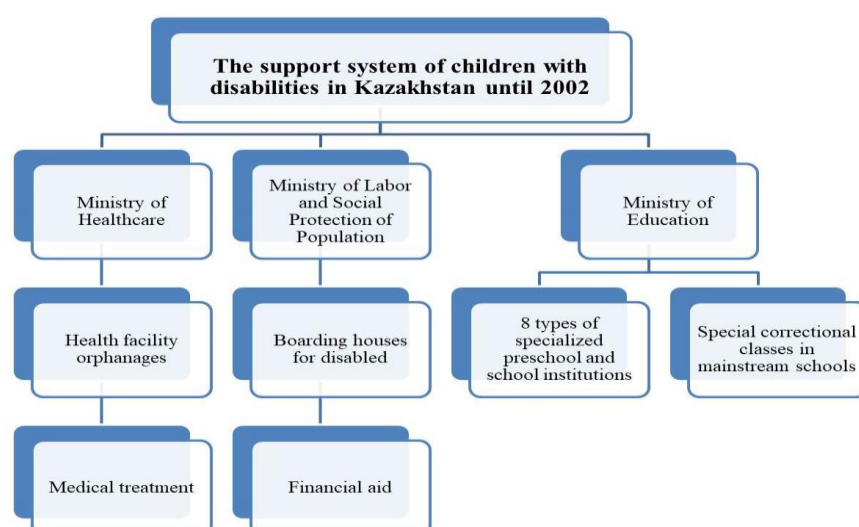 The support system of children with
disabilities in Kazakhstan until 2002
Ministry of
Healthcare
Ministry of Labor
and Social
Protection of
Population
Ministry of
Education
Health facility
orphanages
Boarding houses
for disabled
8 types of
specialized
preschool and
school institutions
Special correctional
classes in
mainstream schools
Medical treatment
Financial aid